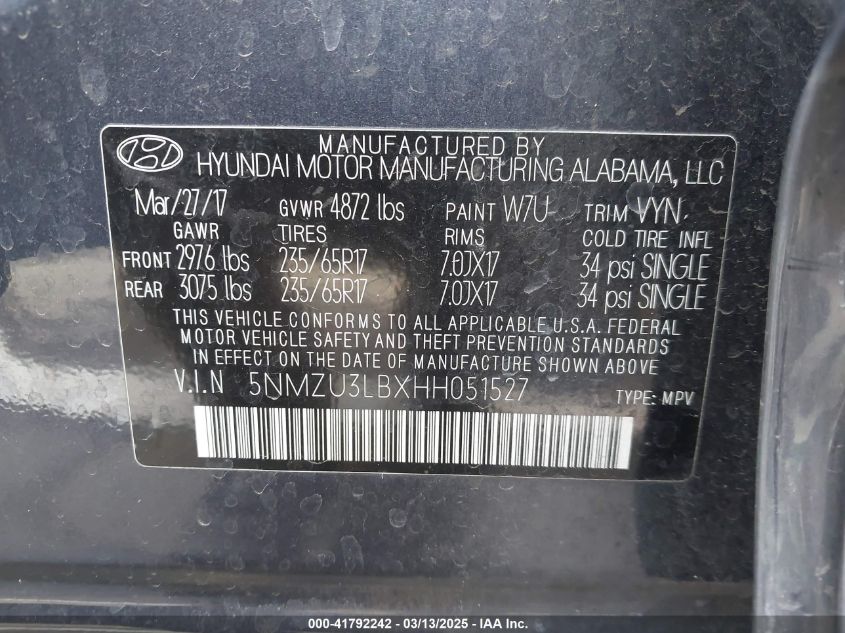 MANUFACTURED BY
HYUNDAI MOTOR MANUFACTURING ALABAMA, LLC
Mar/27/17 GVWR 4872 lbs PAINT W7U TRIM VYN
GAWR TIRES RIMS COLD TIRE INFL
FRONT 2976 lbs 235/65R17 7.0JX17 34 psi SINGLE
REAR 3075 lbs 235/65R17 7.0JX17 34 psi SINGLE
THIS VEHICLE CONFORMS TO ALL APPLICABLE U.S.A. FEDERAL
MOTOR VEHICLE SAFETY AND THEFT PREVENTION STANDARDS
IN EFFECT ON THE DATE OF MANUFACTURE SHOWN ABOVE
V.I.N 5NMZU3LBXHH051527 TYPE: MPV
000-41792242 - 03/13/2025 - IAA Inc.